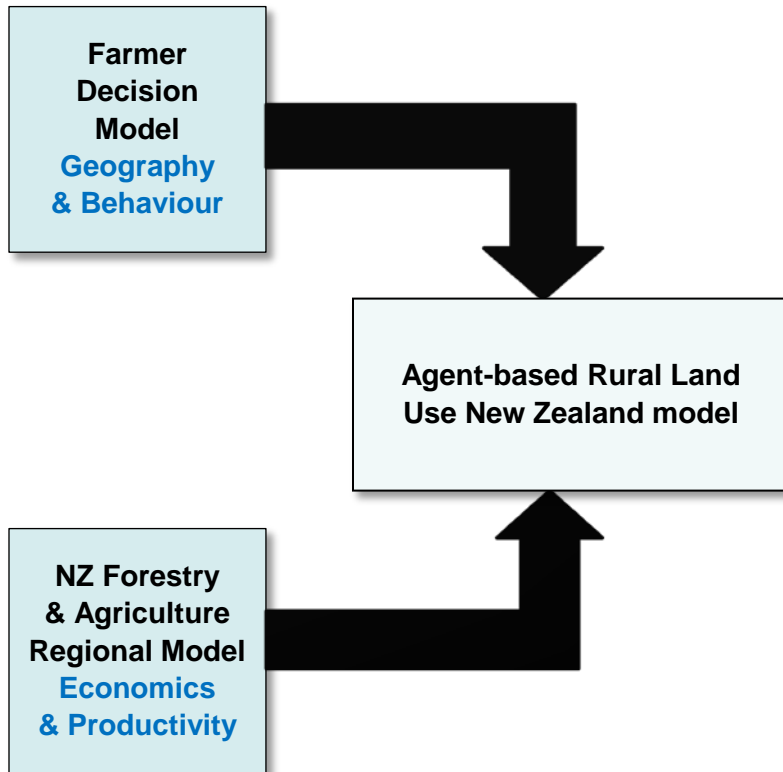 Farmer
Decision
Model
Geography
& Behaviour
Agent-based Rural Land
Use New Zealand model
NZ Forestry
& Agriculture
Regional Model
Economics
& Productivity